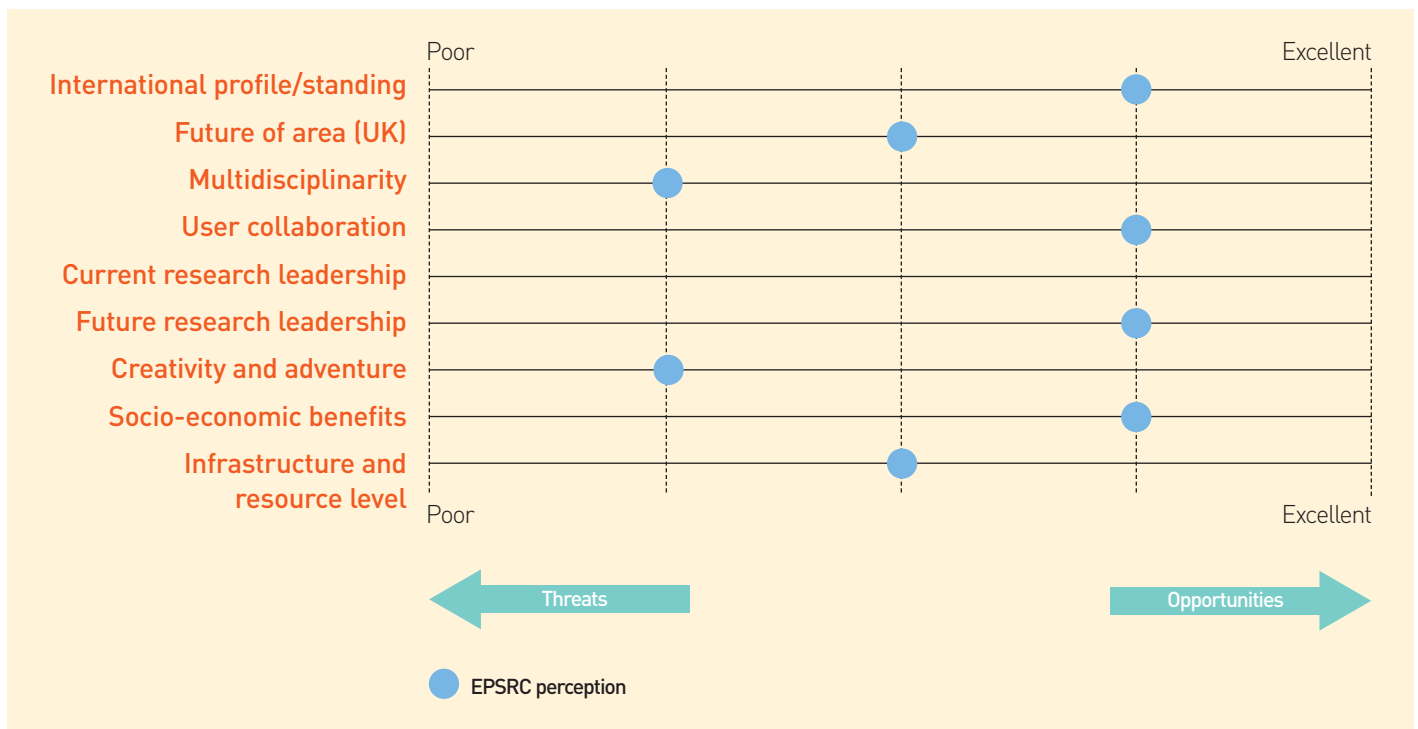 Poor Excellent
International profile/standing
Future of area (UK)
Multidisciplinarity
User collaboration
Current research leadership
Future research leadership
Creativity and adventure
Socio-economic benefits
Infrastructure and
resource level
Poor Excellent
Threats Opportunities
EPSRC perception